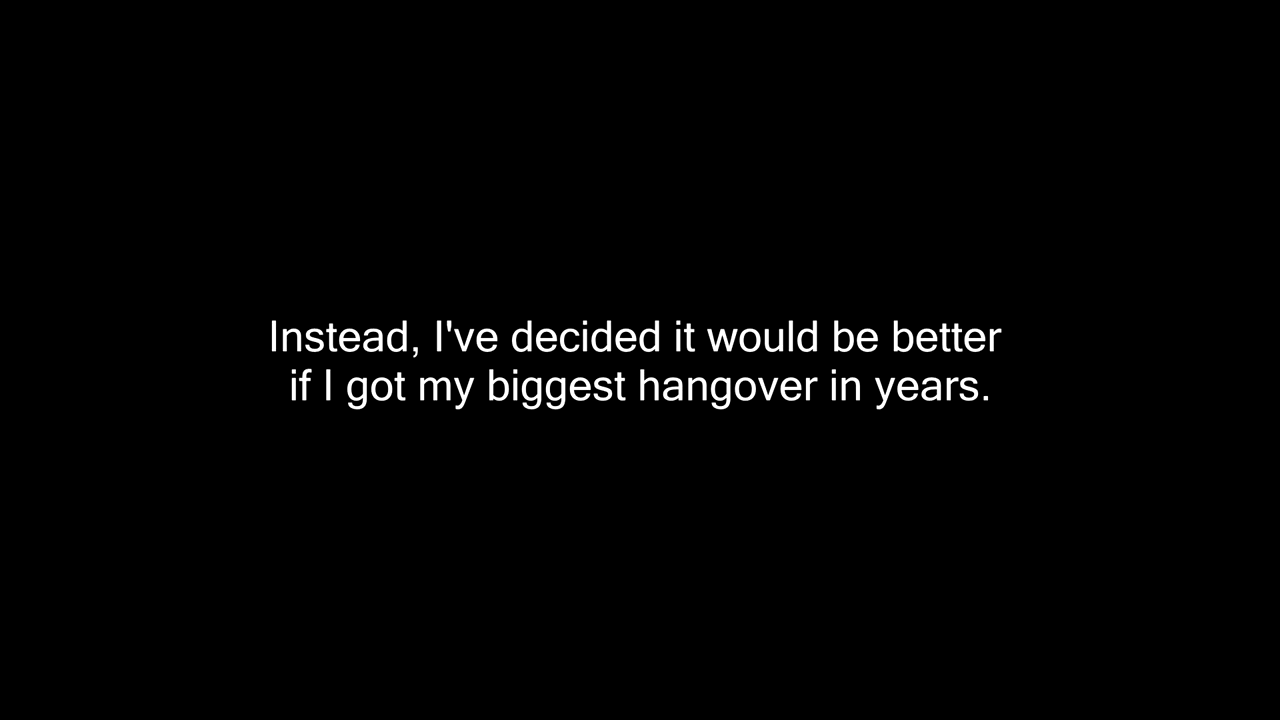 Instead, I've decided it would be better
if I got my biggest hangover in years.